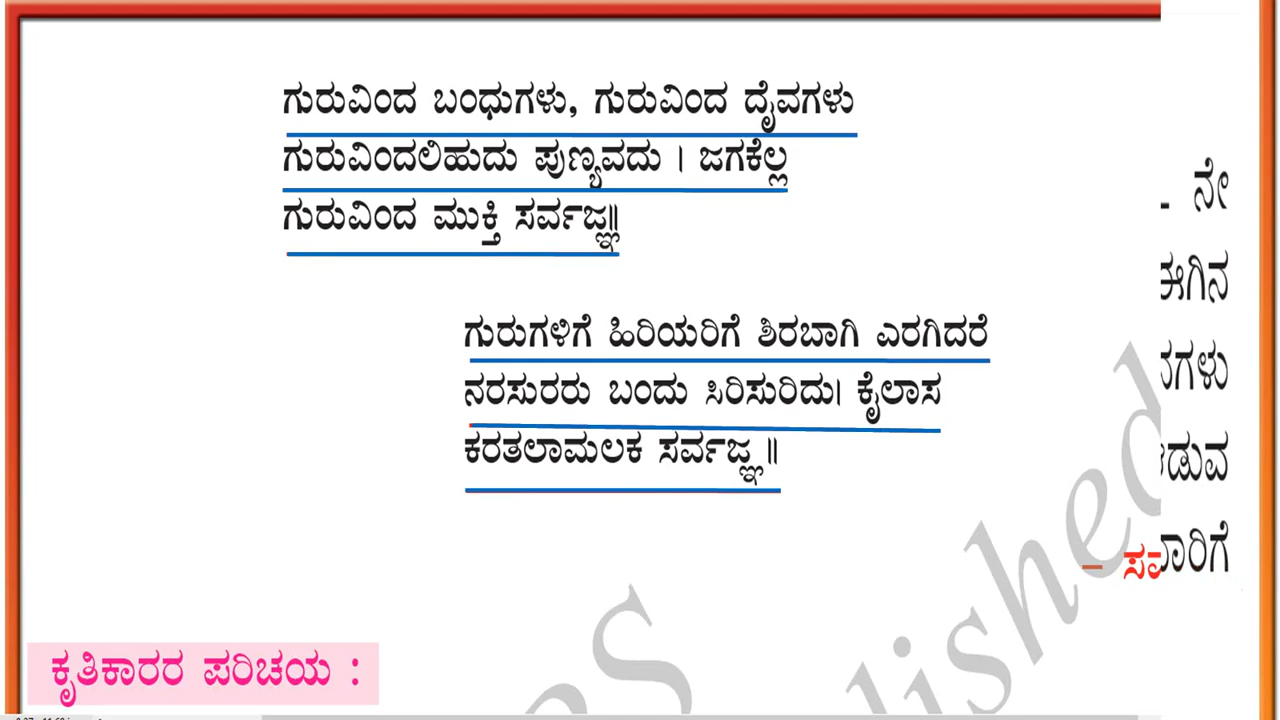 ಗುರುವಿಂದ ಬಂಧುಗಳು, ಗುರುವಿಂದ ದೈವಗಳು
ಗುರುವಿಂದಲಿಹುದು ಪುಣ್ಯವದು । ಜಗಕೆಲ್ಲ
ಗುರುವಿಂದ ಮುಕ್ತಿ ಸರ್ವಜ್ಞ॥
ಗುರುಗಳಿಗೆ ಹಿರಿಯರಿಗೆ ಶಿರಬಾಗಿ ಎರಗಿದರೆ
ನರಸುರರು ಬಂದು ಸಿರಿಸುರಿದು। ಕೈಲಾಸ
ಕರತಲಾಮಲಕ ಸರ್ವಜ್ಞ ॥
ನೇ
ಈಗಿನ
ಕೃತಿಕಾರರ ಪರಿಚಯ :